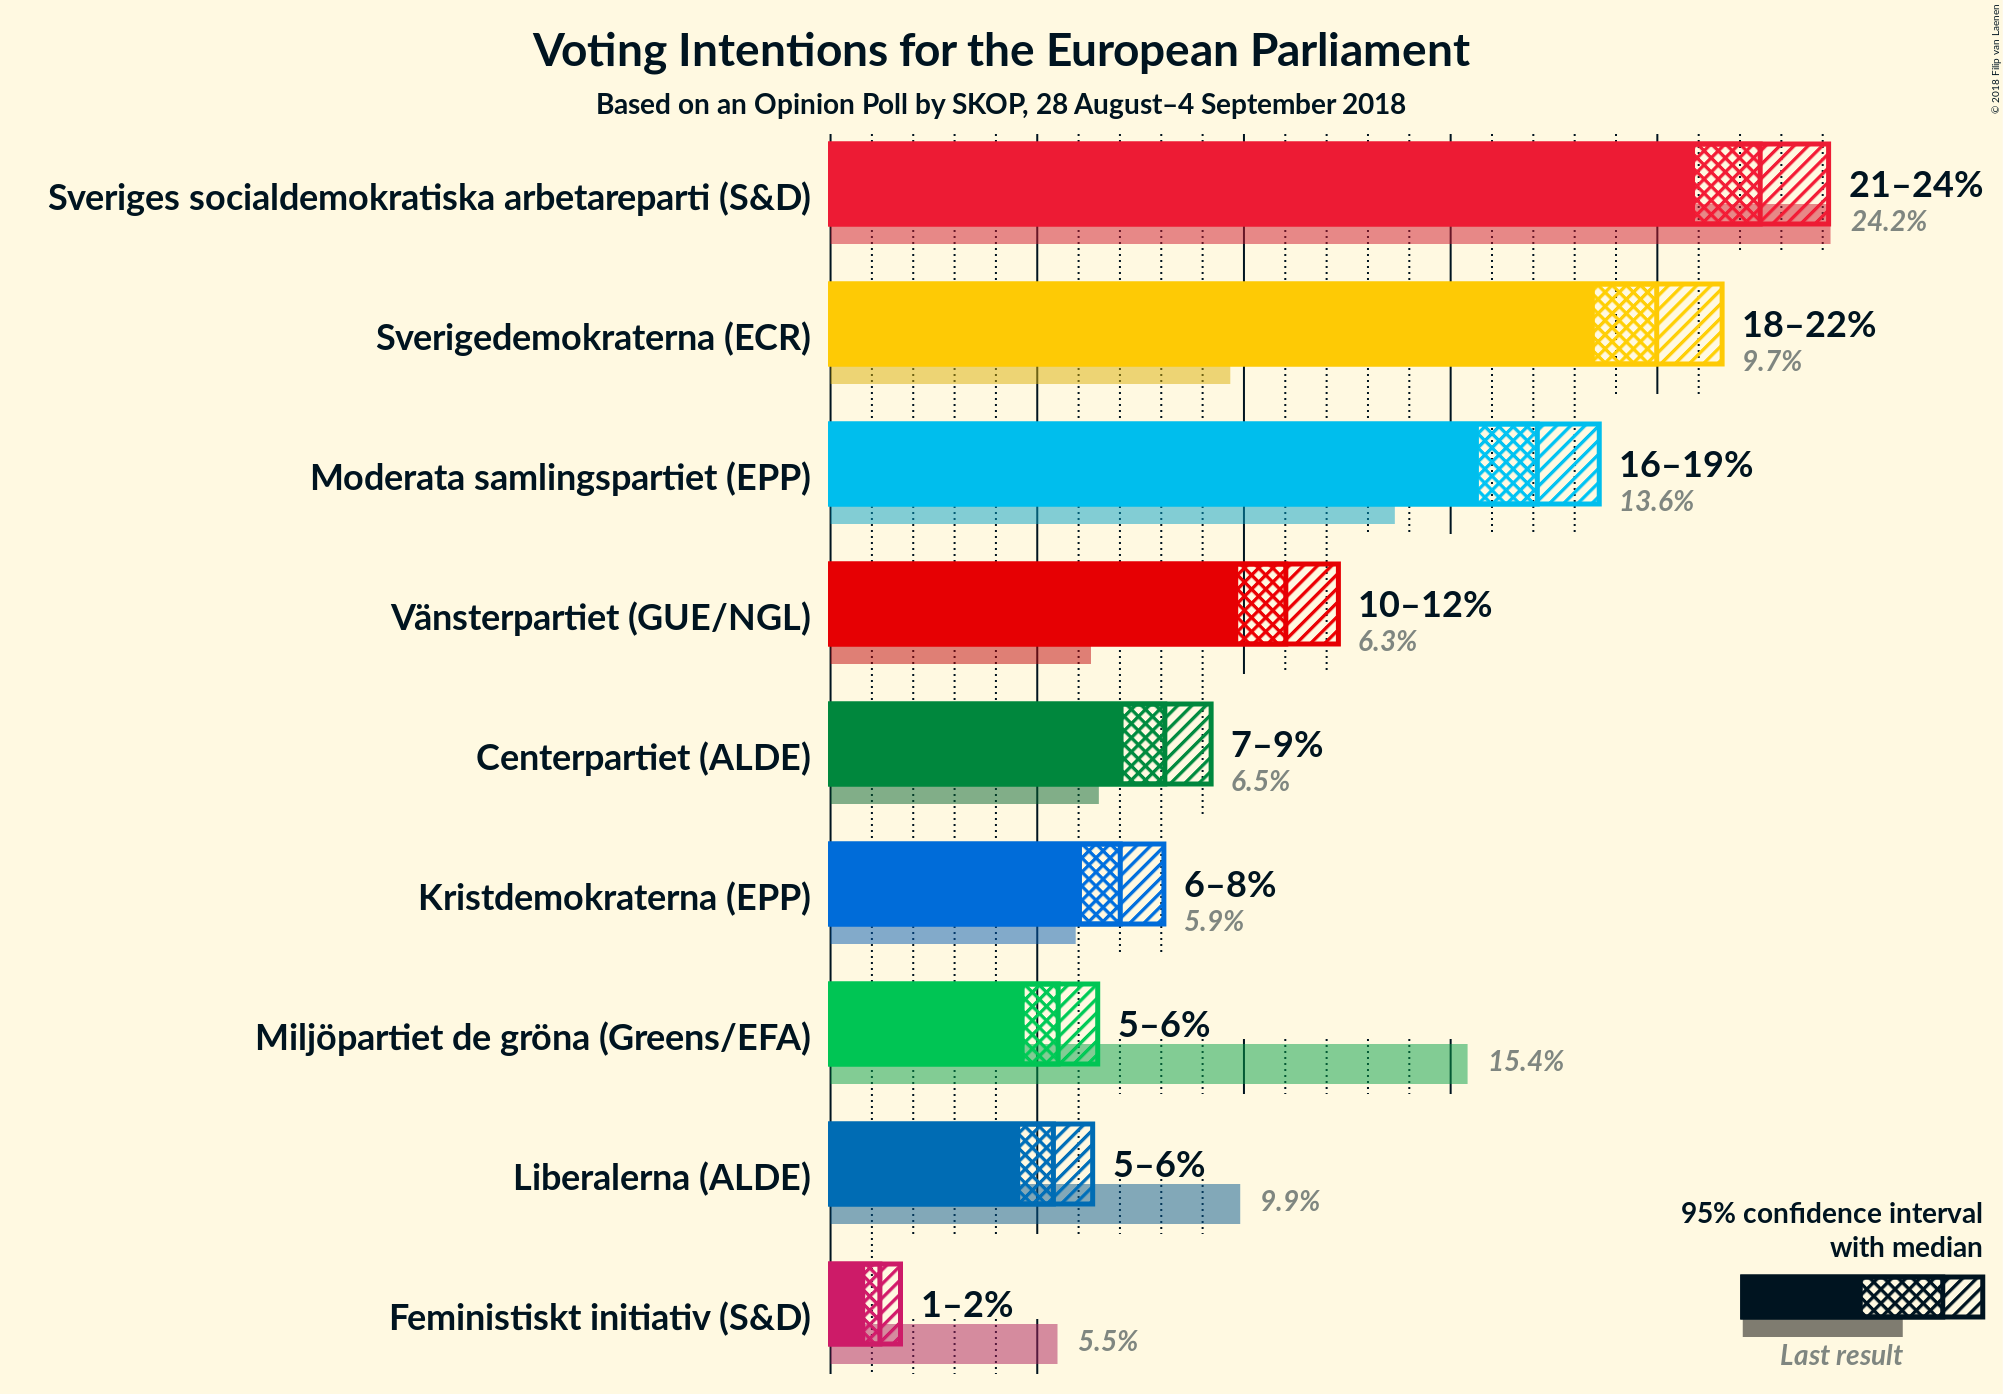 Voting Intentions for the European Parliament
Based on an Opinion Poll by SKOP, 28 August–4 September 2018
© 2018 Filip van Laenen
Sveriges socialdemokratiska arbetareparti (S&D)
21–24%
24.2%
Sverigedemokraterna (ECR)
18–22%
9.7%
Moderata samlingspartiet (EPP)
16–19%
13.6%
Vänsterpartiet (GUE/NGL)
10–12%
6.3%
Centerpartiet (ALDE)
7–9%
6.5%
Kristdemokraterna (EPP)
6–8%
5.9%
Miljöpartiet de gröna (Greens/EFA)
5–6%
15.4%
Liberalerna (ALDE)
5–6%
9.9%
Feministiskt initiativ (S&D)
1–2%
5.5%
95% confidence interval
with median
Last result